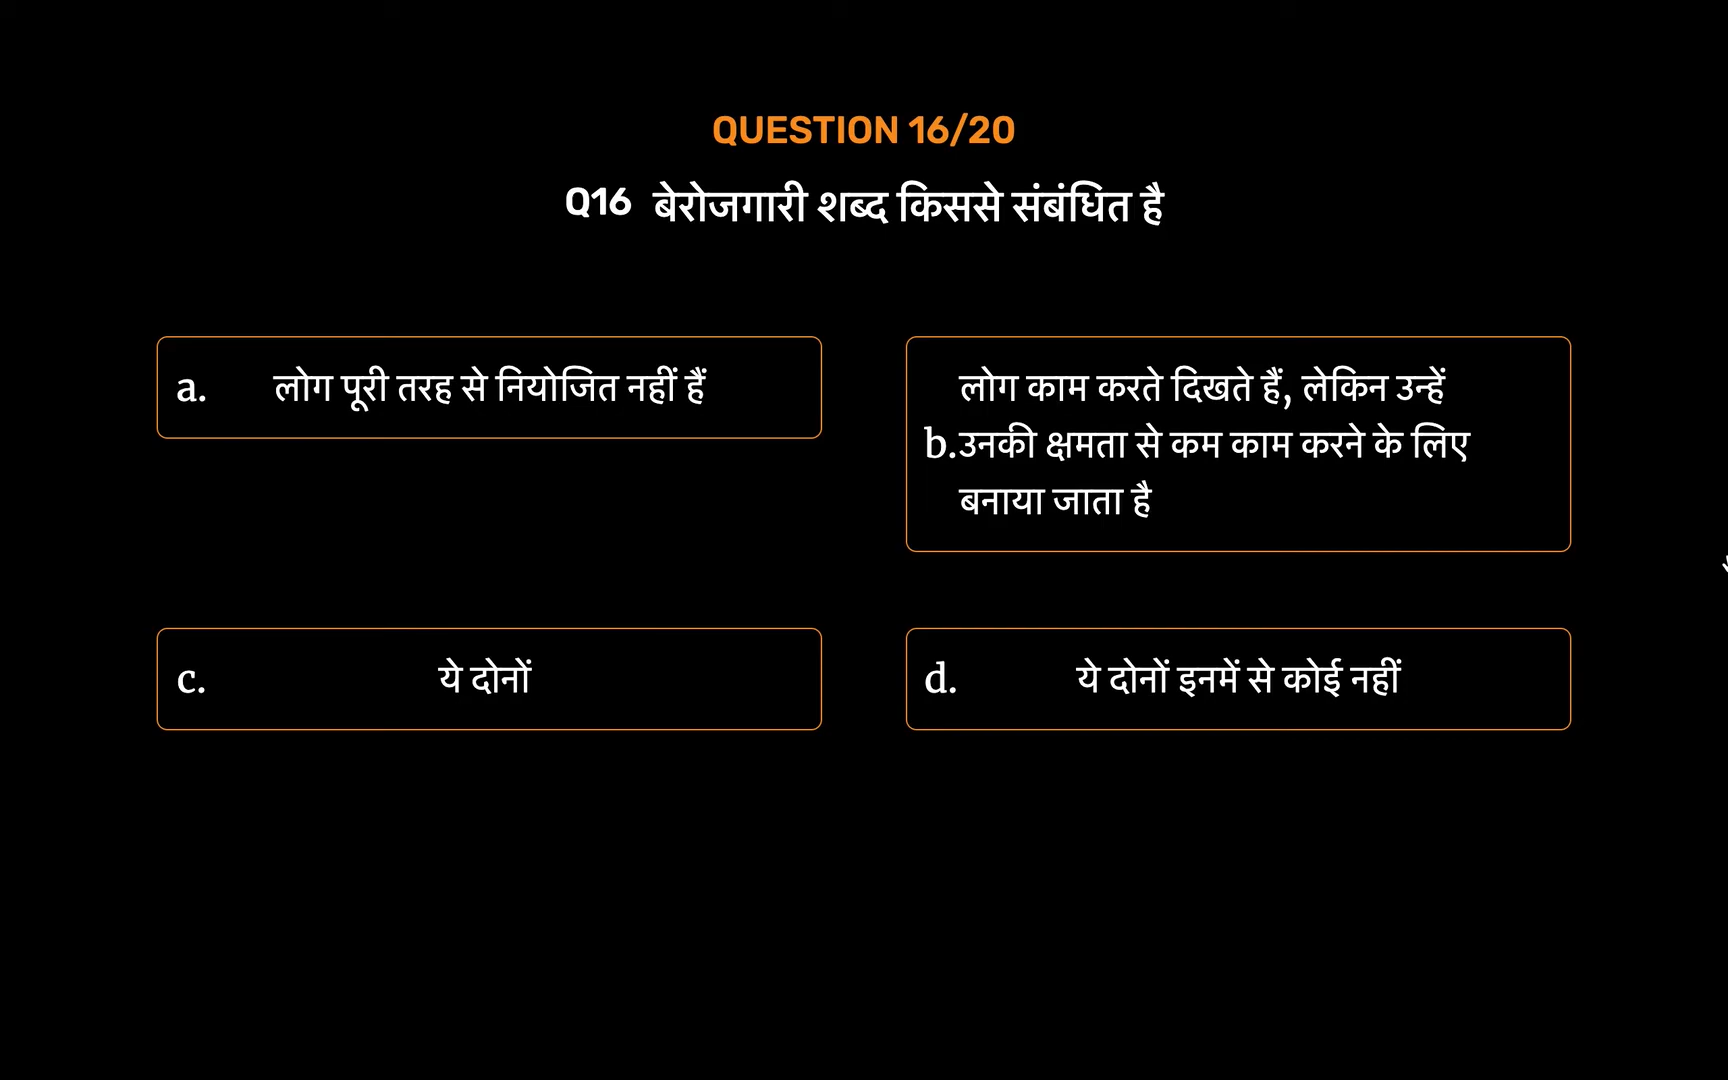 QUESTION 16/20
Q16 बेरोजगारी शब्द किससे संबंधित है
a. लोग पूरी तरह से नियोजित नहीं हैं
लोग काम करते दिखते हैं, लेकिन उन्हें
b.उनकी क्षमता से कम काम करने के लिए
बनाया जाता है
c. ये दोनों
d. ये दोनों इनमें से कोई नहीं